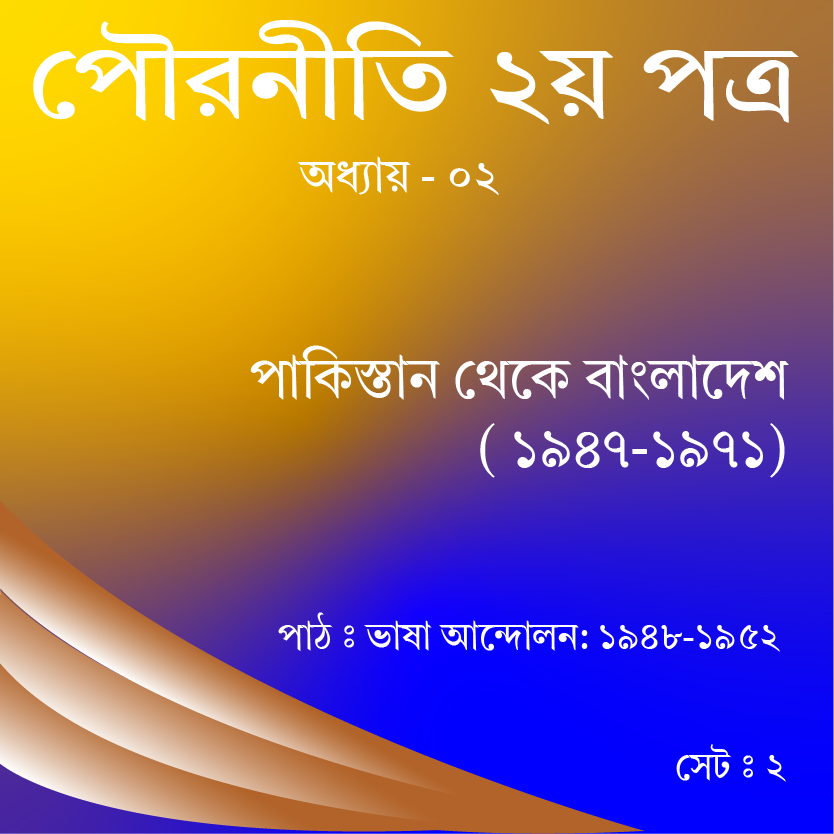 পৌরনীতি ২য় পত্র
অধ্যায় - ০২
পাকিস্তান থেকে বাংলাদেশ
( ১৯৪৭-১৯৭১)
পাঠ ঃ ভাষা আন্দোলন: ১৯৪৮-১৯৫২
সেট ঃ ২